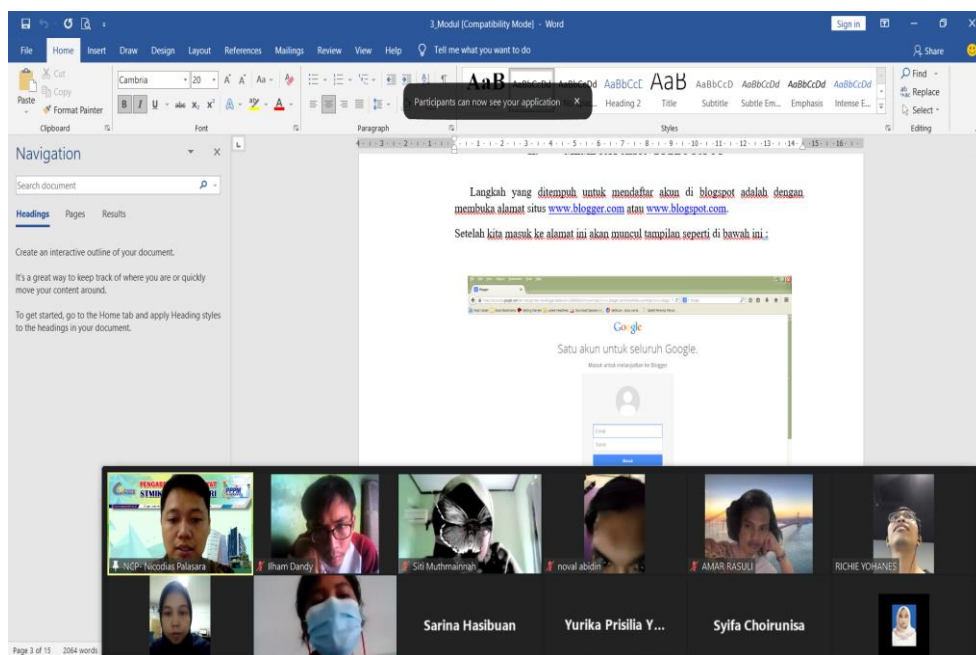 3_Modul [Compatibility Mode] - Word
Sign in
File Home Insert Draw Design Layout References Mailings Review View Help Tell me what you want to do
Share
Paste
Cut
Copy
Format Painter
Clipboard
Cambria 20
Font
Paragraph
Participants can now see your application
Heading 2 Title Subtitle Subtle Em... Emphasis Intense E...
Styles
Find
Replace
Select
Editing
Navigation
Search document
Headings Pages Results
Create an interactive outline of your document.
It's a great way to keep track of where you are or quickly
move your content around.
To get started, go to the Home tab and apply Heading styles
to the headings in your document.
Langkah yang ditempuh untuk mendaftar akun di blogspot adalah dengan
membuka alamat situs www.blogger.com atau www.blogspot.com.
Setelah kita masuk ke alamat ini akan muncul tampilan seperti di bawah ini :
Google
Satu akun untuk seluruh Google.
Masuk untuk melanjutkan ke Blogger
NCP- Nicodias Palasara
Ilham Dandy
Siti Muthmainnah
noval abidin
AMAR RASULI
RICHIE YOHANES
Sarina Hasibuan
Yurika Prisilia Y...
Syifa Choirunisa
Page 3 of 15 2064 words